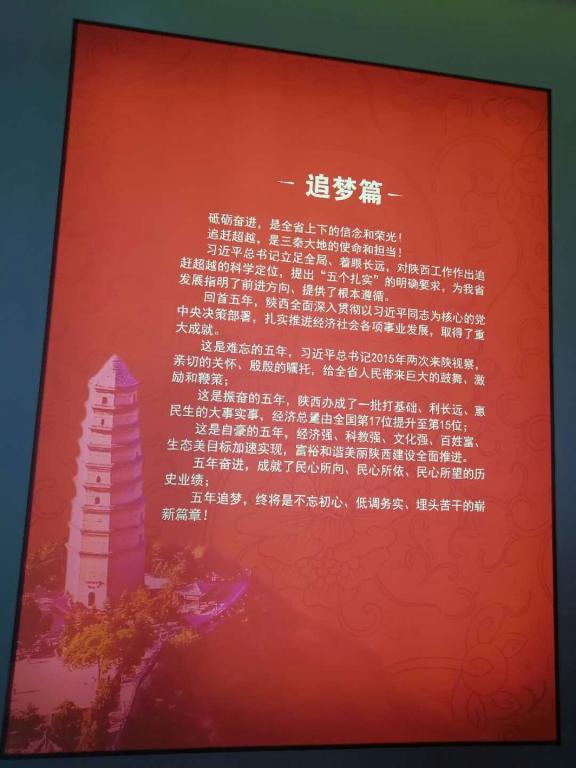 追梦篇
砥砺奋进，是全省上下的信念和荣光！
追赶超越，是三秦大地的使命和担当！
习近平总书记立足全局、着眼长远，对陕西工作作出追
赶超越的科学定位，提出“五个扎实”的明确要求，为我省
发展指明了前进方向、提供了根本遵循。
回首五年，陕西全面深入贯彻以习近平同志为核心的党
中央决策部署，扎实推进经济社会各项事业发展，取得了重
大成就。
这是难忘的五年，习近平总书记2015年两次来陕视察，
亲切的关怀、殷殷的嘱托，给全省人民带来巨大的鼓舞、激
励和鞭策；
这是振奋的五年，陕西办成了一批打基础、利长远、惠
民生的大事实事，经济总量由全国第17位提升至第15位；
这是自豪的五年，经济强、科教强、文化强、百姓富、
生态美目标加速实现，富裕和谐美丽陕西建设全面推进。
五年奋进，成就了民心所向、民心所依、民心所望的历
史业绩；
五年追梦，终将是不忘初心、低调务实、埋头苦干的崭
新篇章！